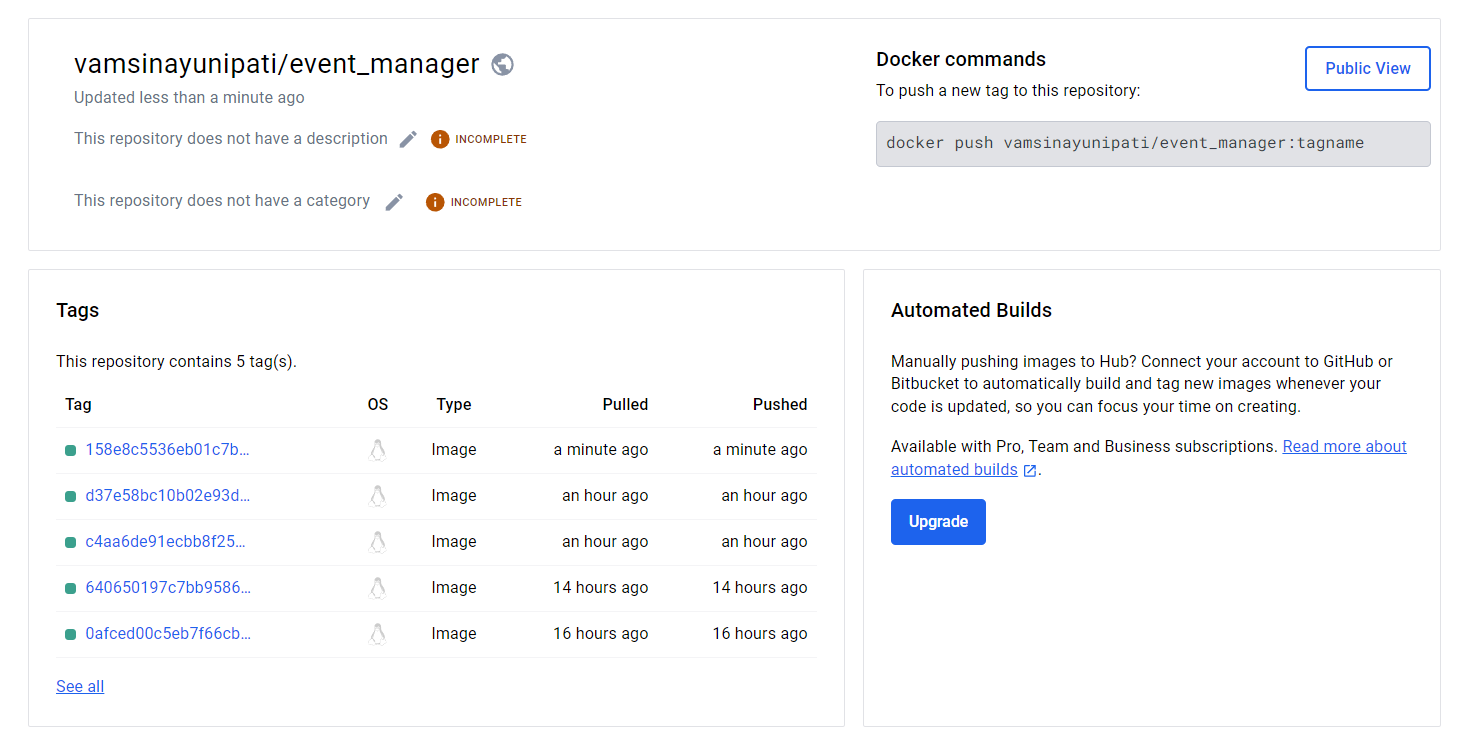 vamsinayunipati/event_manager
Updated less than a minute ago
This repository does not have a description INCOMPLETE
This repository does not have a category INCOMPLETE
Docker commands
Public View
To push a new tag to this repository:
docker push vamsinayunipati/event_manager:tagname
Tags
This repository contains 5 tag(s).
Tag OS Type Pulled Pushed
158e8c5536eb01c7b... Image a minute ago a minute ago
d37e58bc10b02e93d... Image an hour ago an hour ago
c4aa6de91ecbb8f25... Image an hour ago an hour ago
640650197c7bb9586... Image 14 hours ago 14 hours ago
0afced00c5eb7f66cb... Image 16 hours ago 16 hours ago
See all
Automated Builds
Manually pushing images to Hub? Connect your account to GitHub or
Bitbucket to automatically build and tag new images whenever your
code is updated, so you can focus your time on creating.
Available with Pro, Team and Business subscriptions. Read more about
automated builds .
Upgrade